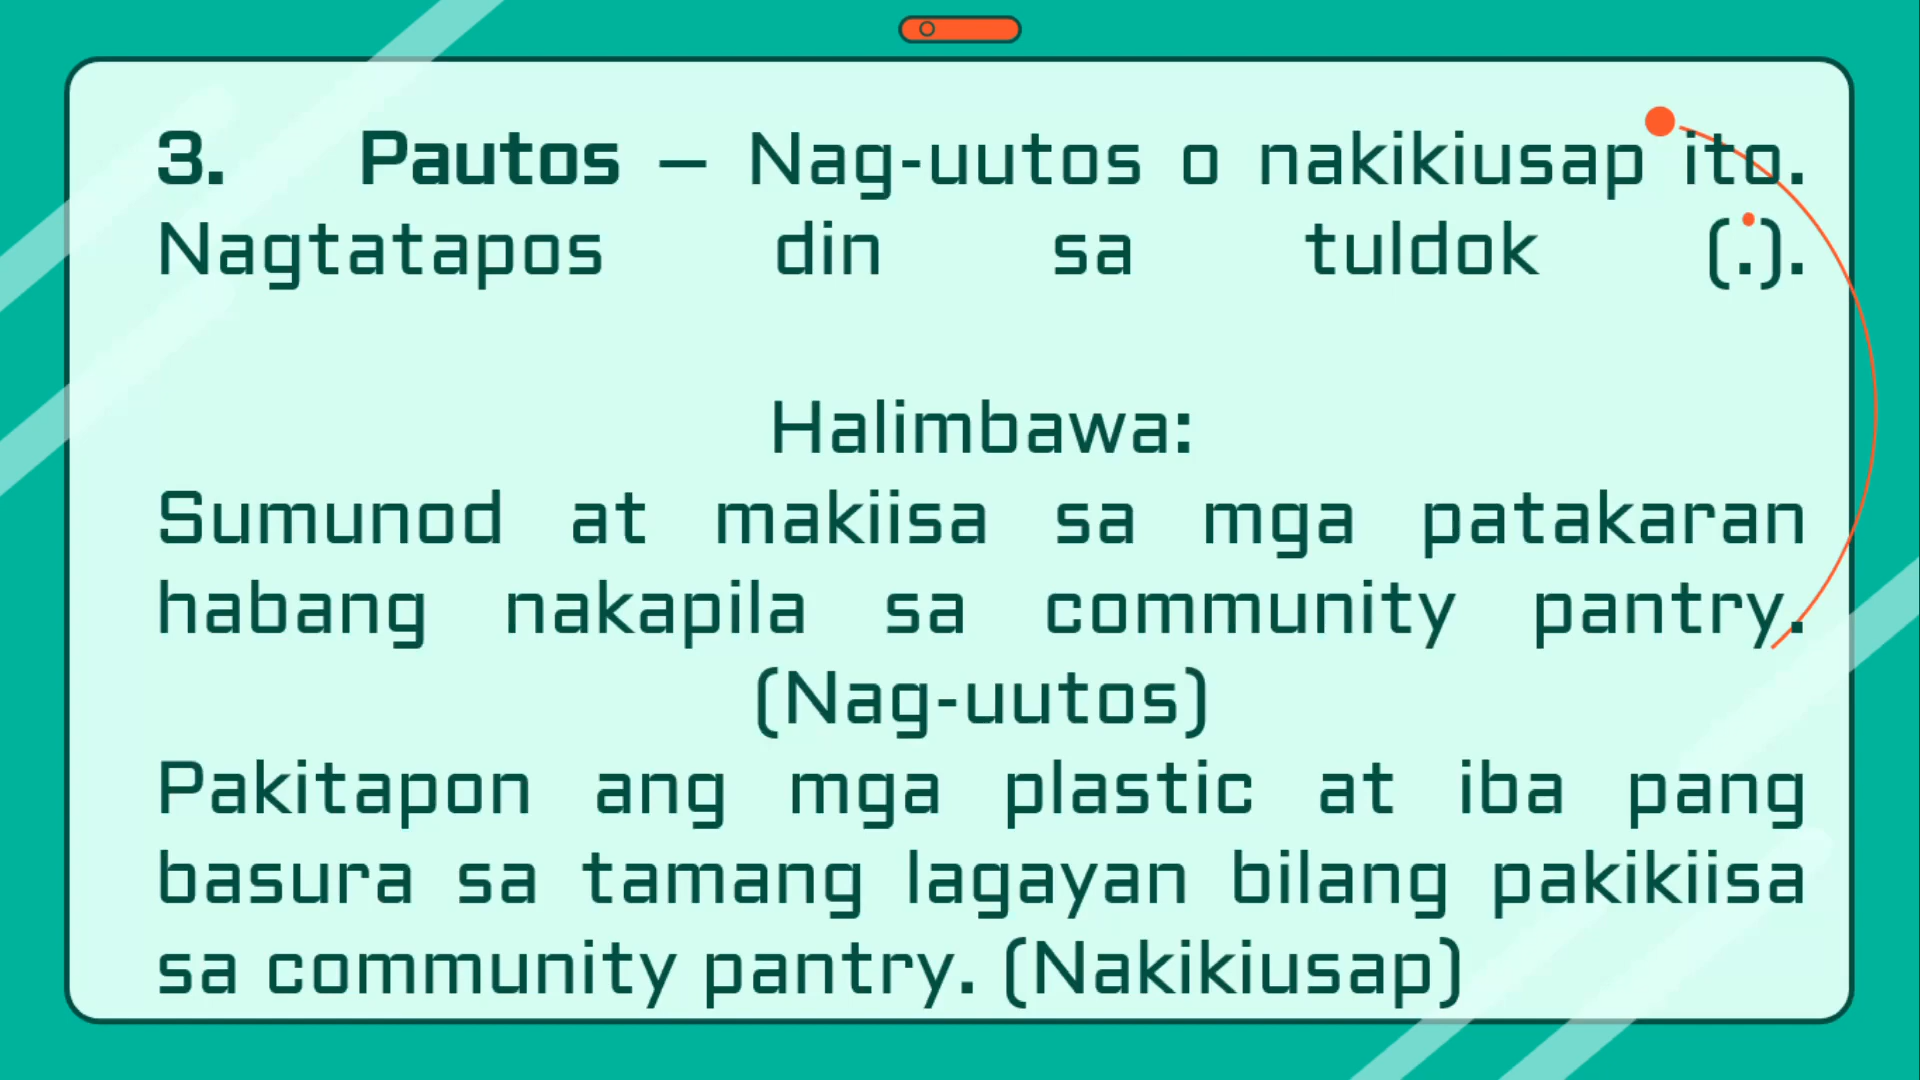 3. Pautos – Nag-uutos o nakikiusap ito.
Nagtatapos din sa tuldok (.).
Halimbawa:
Sumunod at makiisa sa mga patakaran
habang nakapila sa community pantry.
(Nag-uutos)
Pakitapon ang mga plastic at iba pang
basura sa tamang lagayan bilang pakikiisa
sa community pantry. (Nakikiusap)